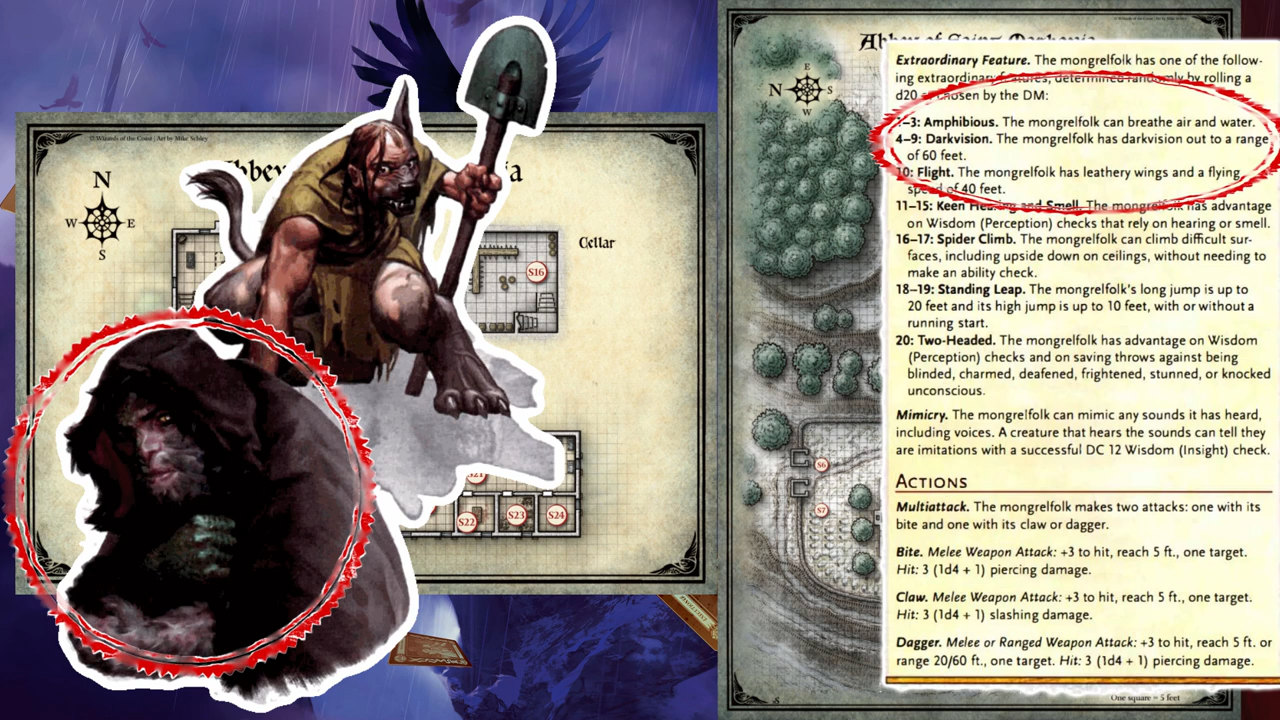 © Wizards of the Coast | Art by Mike Schley
Abbey
N
W
E
S
Cellar
S16
S21
S22
S23
S24
Abbey of Saint Markovia
E
N
S
W
S6
S7
One square = 5 feet
Extraordinary Feature. The mongrelfolk has one of the follow-
ing extraordinary features, determined randomly by rolling a
d20 or chosen by the DM:
1–3: Amphibious. The mongrelfolk can breathe air and water.
4–9: Darkvision. The mongrelfolk has darkvision out to a range
of 60 feet.
10: Flight. The mongrelfolk has leathery wings and a flying
speed of 40 feet.
11–15: Keen Hearing and Smell. The mongrelfolk has advantage
on Wisdom (Perception) checks that rely on hearing or smell.
16–17: Spider Climb. The mongrelfolk can climb difficult sur-
faces, including upside down on ceilings, without needing to
make an ability check.
18–19: Standing Leap. The mongrelfolk's long jump is up to
20 feet and its high jump is up to 10 feet, with or without a
running start.
20: Two-Headed. The mongrelfolk has advantage on Wisdom
(Perception) checks and on saving throws against being
blinded, charmed, deafened, frightened, stunned, or knocked
unconscious.
Mimicry. The mongrelfolk can mimic any sounds it has heard,
including voices. A creature that hears the sounds can tell they
are imitations with a successful DC 12 Wisdom (Insight) check.
Actions
Multiattack. The mongrelfolk makes two attacks: one with its
bite and one with its claw or dagger.
Bite. Melee Weapon Attack: +3 to hit, reach 5 ft., one target.
Hit: 3 (1d4 + 1) piercing damage.
Claw. Melee Weapon Attack: +3 to hit, reach 5 ft., one target.
Hit: 3 (1d4 + 1) slashing damage.
Dagger. Melee or Ranged Weapon Attack: +3 to hit, reach 5 ft. or
range 20/60 ft., one target. Hit: 3 (1d4 + 1) piercing damage.